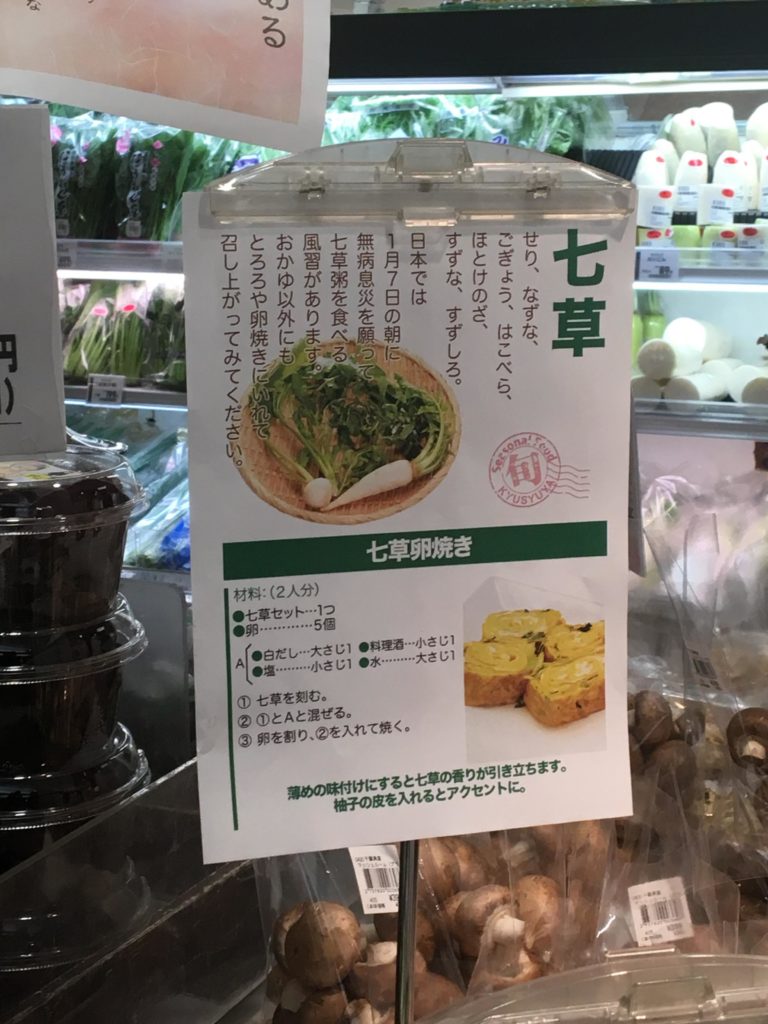 める
な
円
七草
せり、なずな、
ごぎょう、はこべら、
ほとけのざ、
すずな、すずしろ。
日本では
1月7日の朝に
無病息災を願って
七草粥を食べる
風習があります。
おかゆ以外にも
とろろや卵焼きにいれて
召し上がってみてください。
Seasonal Food
旬
KYUSYUYA
七草卵焼き
材料:(2人分)
●七草セット…1つ
●卵…………5個
A
●白だし…大さじ1 ●料理酒…小さじ1
●塩………小さじ1 ●水………大さじ1
① 七草を刻む。
② ①とAと混ぜる。
③ 卵を割り、②を入れて焼く。
薄めの味付けにすると七草の香りが引き立ちます。
柚子の皮を入れるとアクセントに。